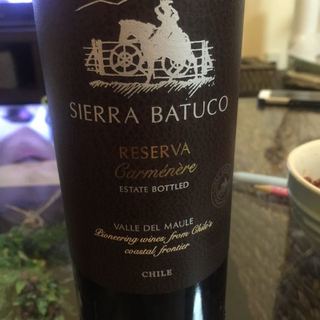 SIERRA BATUCO
RESERVA
Carménère
ESTATE BOTTLED
VALLE DEL MAULE
Pioneering wines from Chile's
coastal frontier
CHILE